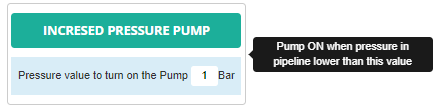 INCRESED PRESSURE PUMP
Pressure value to turn on the Pump 1 Bar
Pump ON when pressure in
pipeline lower than this value